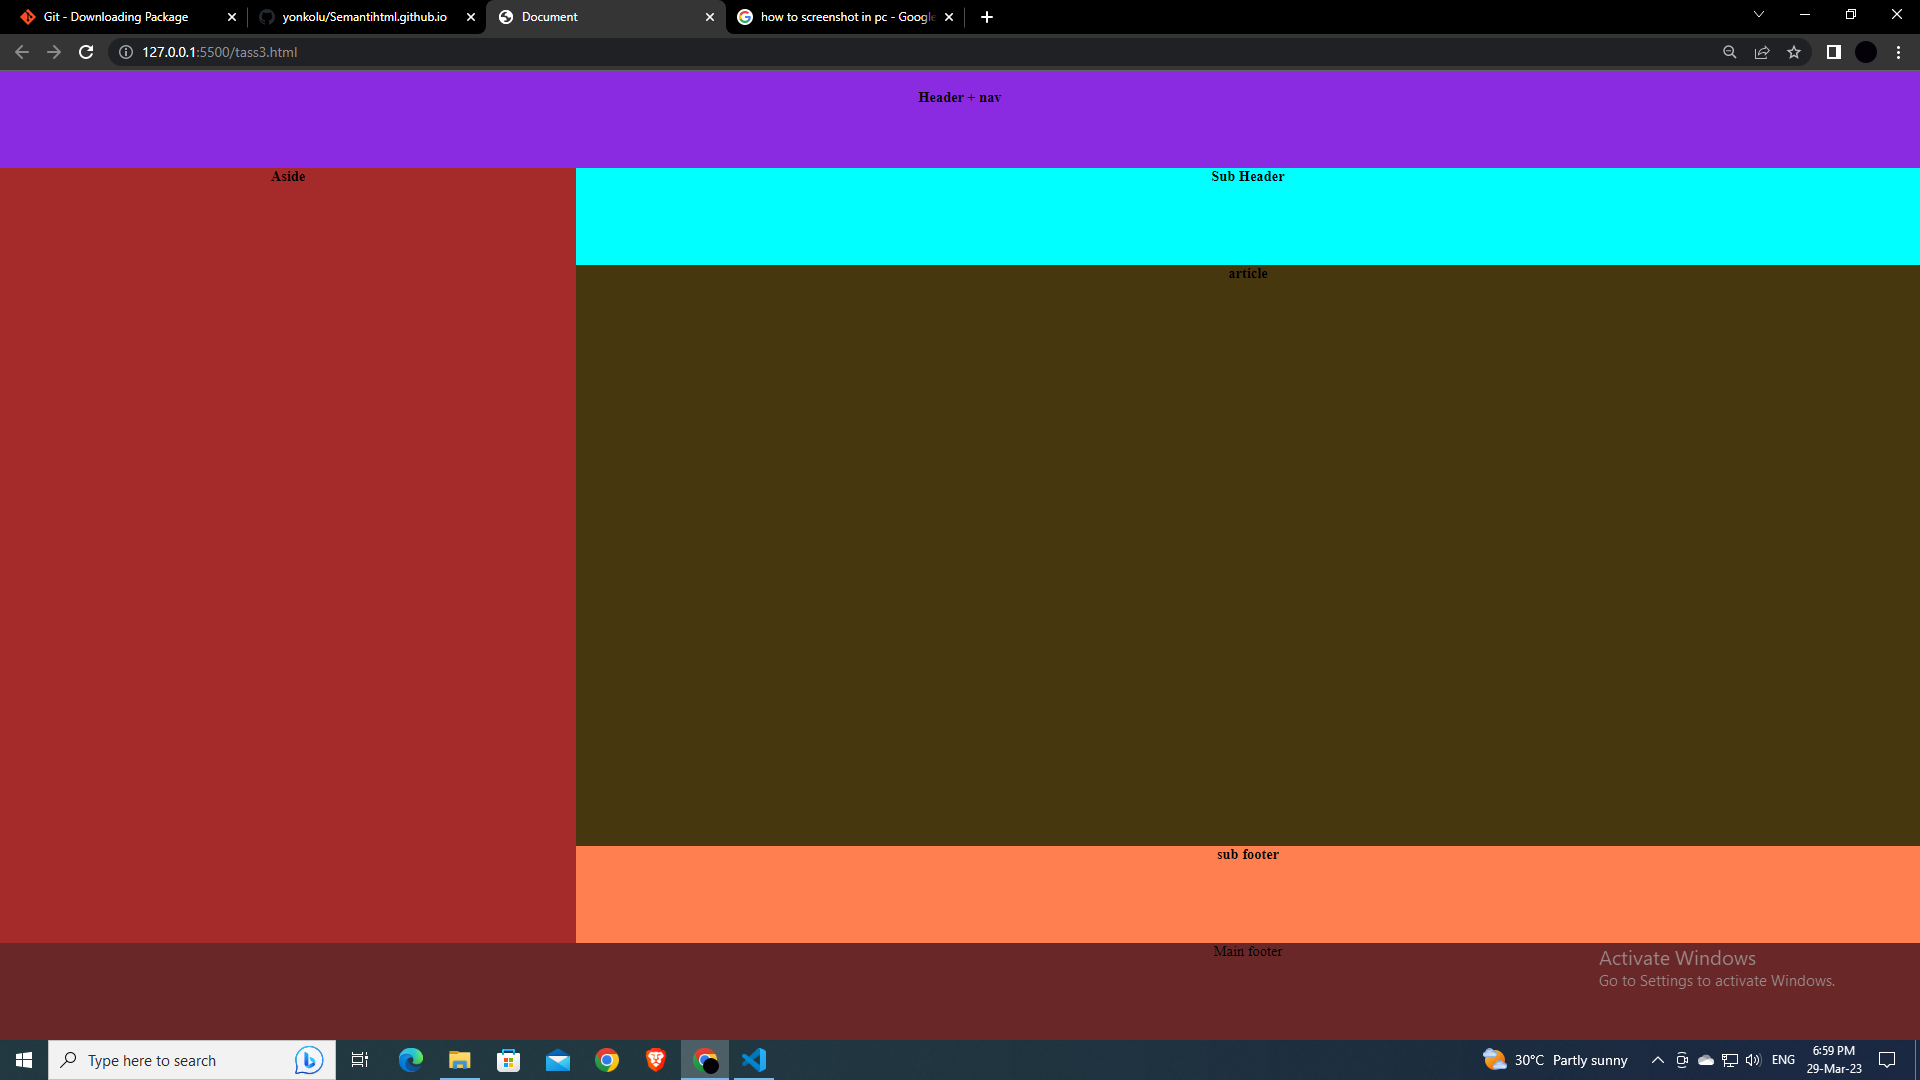 Git - Downloading Package
yonkolu/Semantihtml.github.io
Document
how to screenshot in pc - Google
127.0.0.1:5500/tass3.html
Header + nav
Aside
Sub Header
article
sub footer
Main footer
Activate Windows
Go to Settings to activate Windows.
Type here to search
30°C Partly sunny
ENG
6:59 PM
29-Mar-23